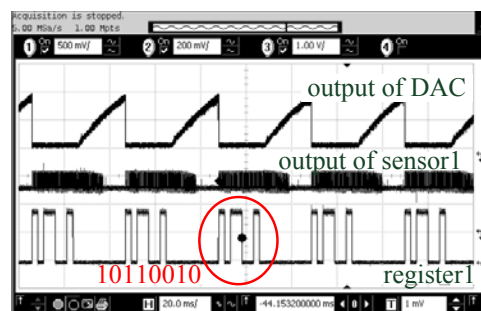 Acquisition is stopped.
5.00 MSa/s 1.00 Mpts
1 500 mV/ 2 200 mV/ 3 1.00 V/ 4
output of DAC
output of sensor1
10110010
register1
H 20.0 ms/ -44.153200000 ms 0 T 1 mV